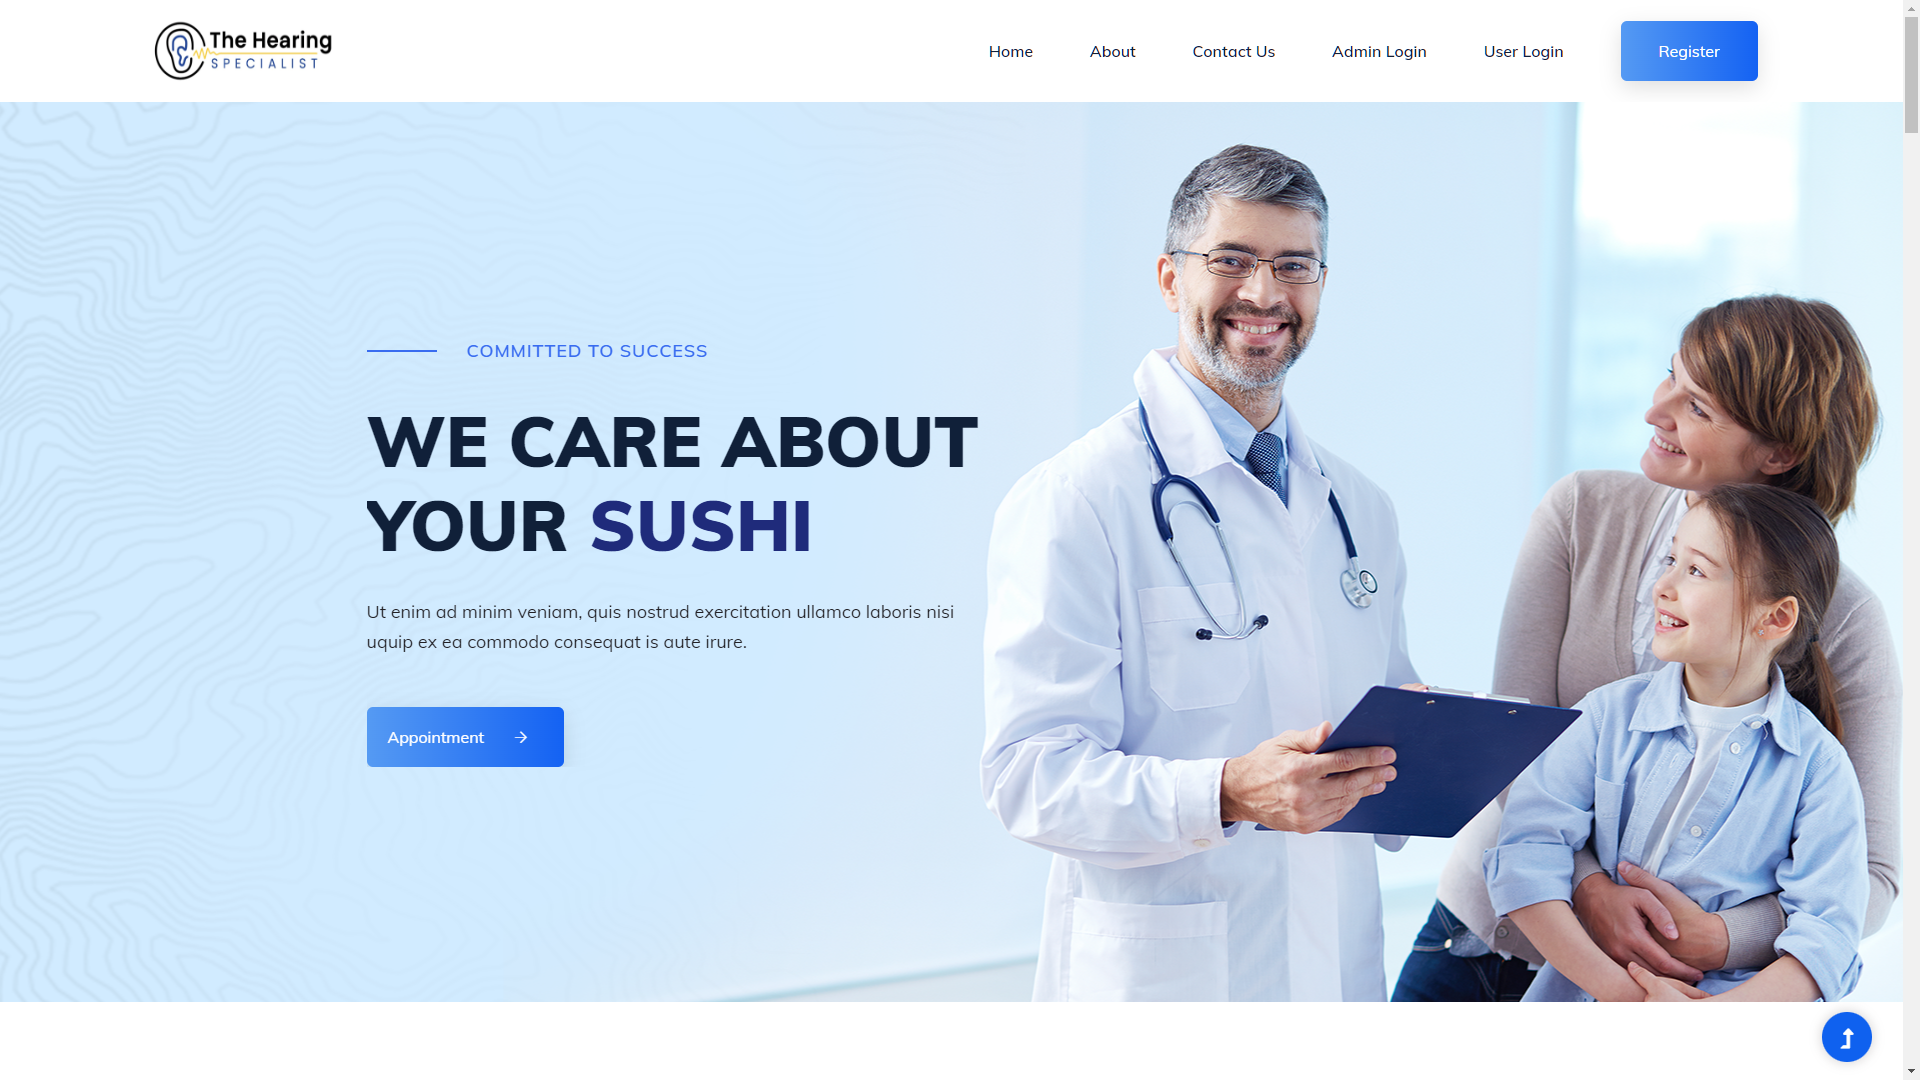 The Hearing
SPECIALIST
Home
About
Contact Us
Admin Login
User Login
Register
COMMITTED TO SUCCESS
WE CARE ABOUT
YOUR SUSHI
Ut enim ad minim veniam, quis nostrud exercitation ullamco laboris nisi
uquip ex ea commodo consequat is aute irure.
Appointment